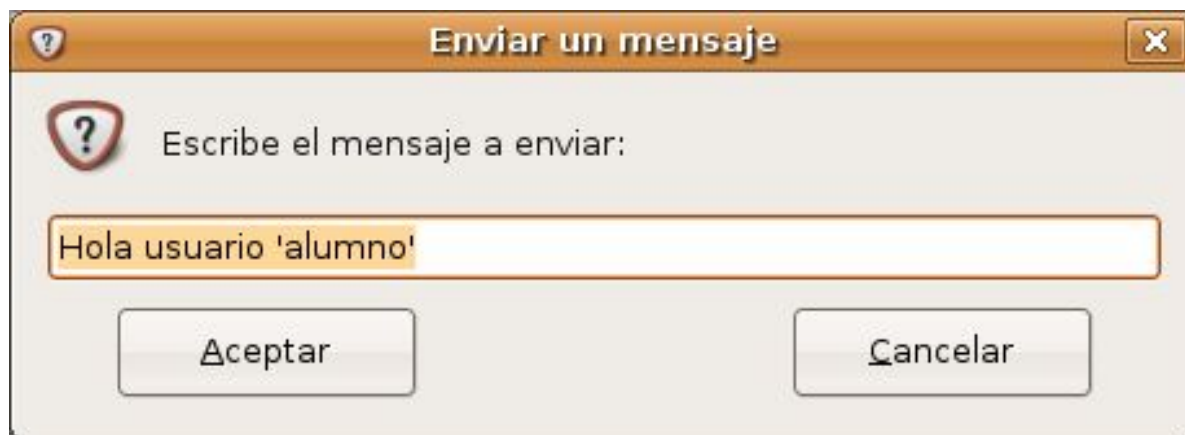 Enviar un mensaje
Escribe el mensaje a enviar:
Hola usuario 'alumno'
Aceptar
Cancelar